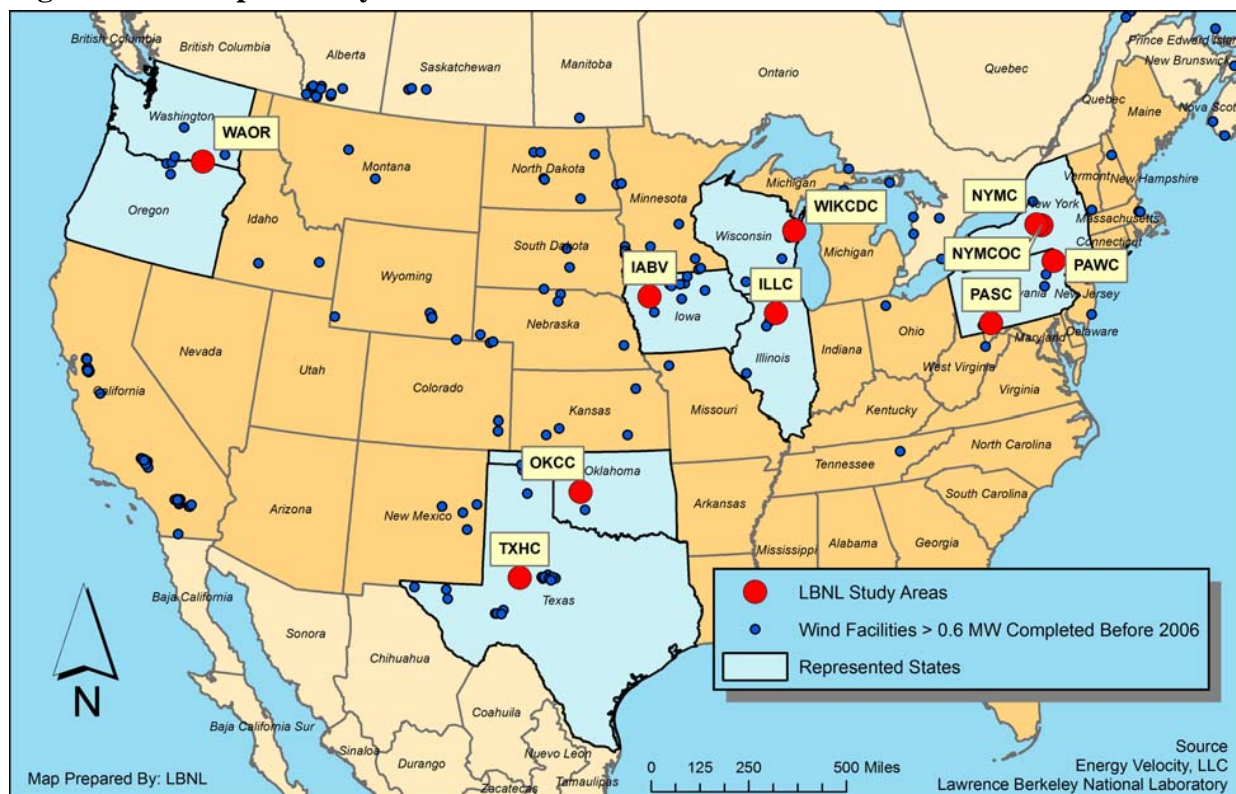 British Columbia
British Columbia
Alberta
Saskatchewan
Manitoba
Ontario
Quebec
Prince Edward Islan
New Brunswick
Quebec
Maine
Nova Scot
Washington
WAOR
Montana
North Dakota
Minnesota
Michigan
Vermont
New Hampshire
NYMC
New York
Massachusetts
Oregon
Idaho
South Dakota
Wisconsin
WIKCDC
Michigan
Connecticut
NYMCOC
PAWC
Wyoming
IABV
ILLC
PASC
vania
New Jersey
Nebraska
Iowa
Ohio
Delaware
Maryland
Nevada
Utah
Illinois
Indiana
West Virginia
California
Colorado
Virginia
Kansas
Missouri
Kentucky
North Carolina
OKCC
Oklahoma
Tennessee
Arizona
New Mexico
Arkansas
South Carolina
TXHC
Mississippi
Alabama
Georgia
Texas
Baja California
Sonora
Chihuahua
Coahuila
Baja California Sur
Sinaloa
Durango
Nuevo Leon
Tamaulipas
Zacatecas
N
LBNL Study Areas
Wind Facilities > 0.6 MW Completed Before 2006
Represented States
0 125 250 500 Miles
Map Prepared By: LBNL
Source
Energy Velocity, LLC
Lawrence Berkeley National Laboratory